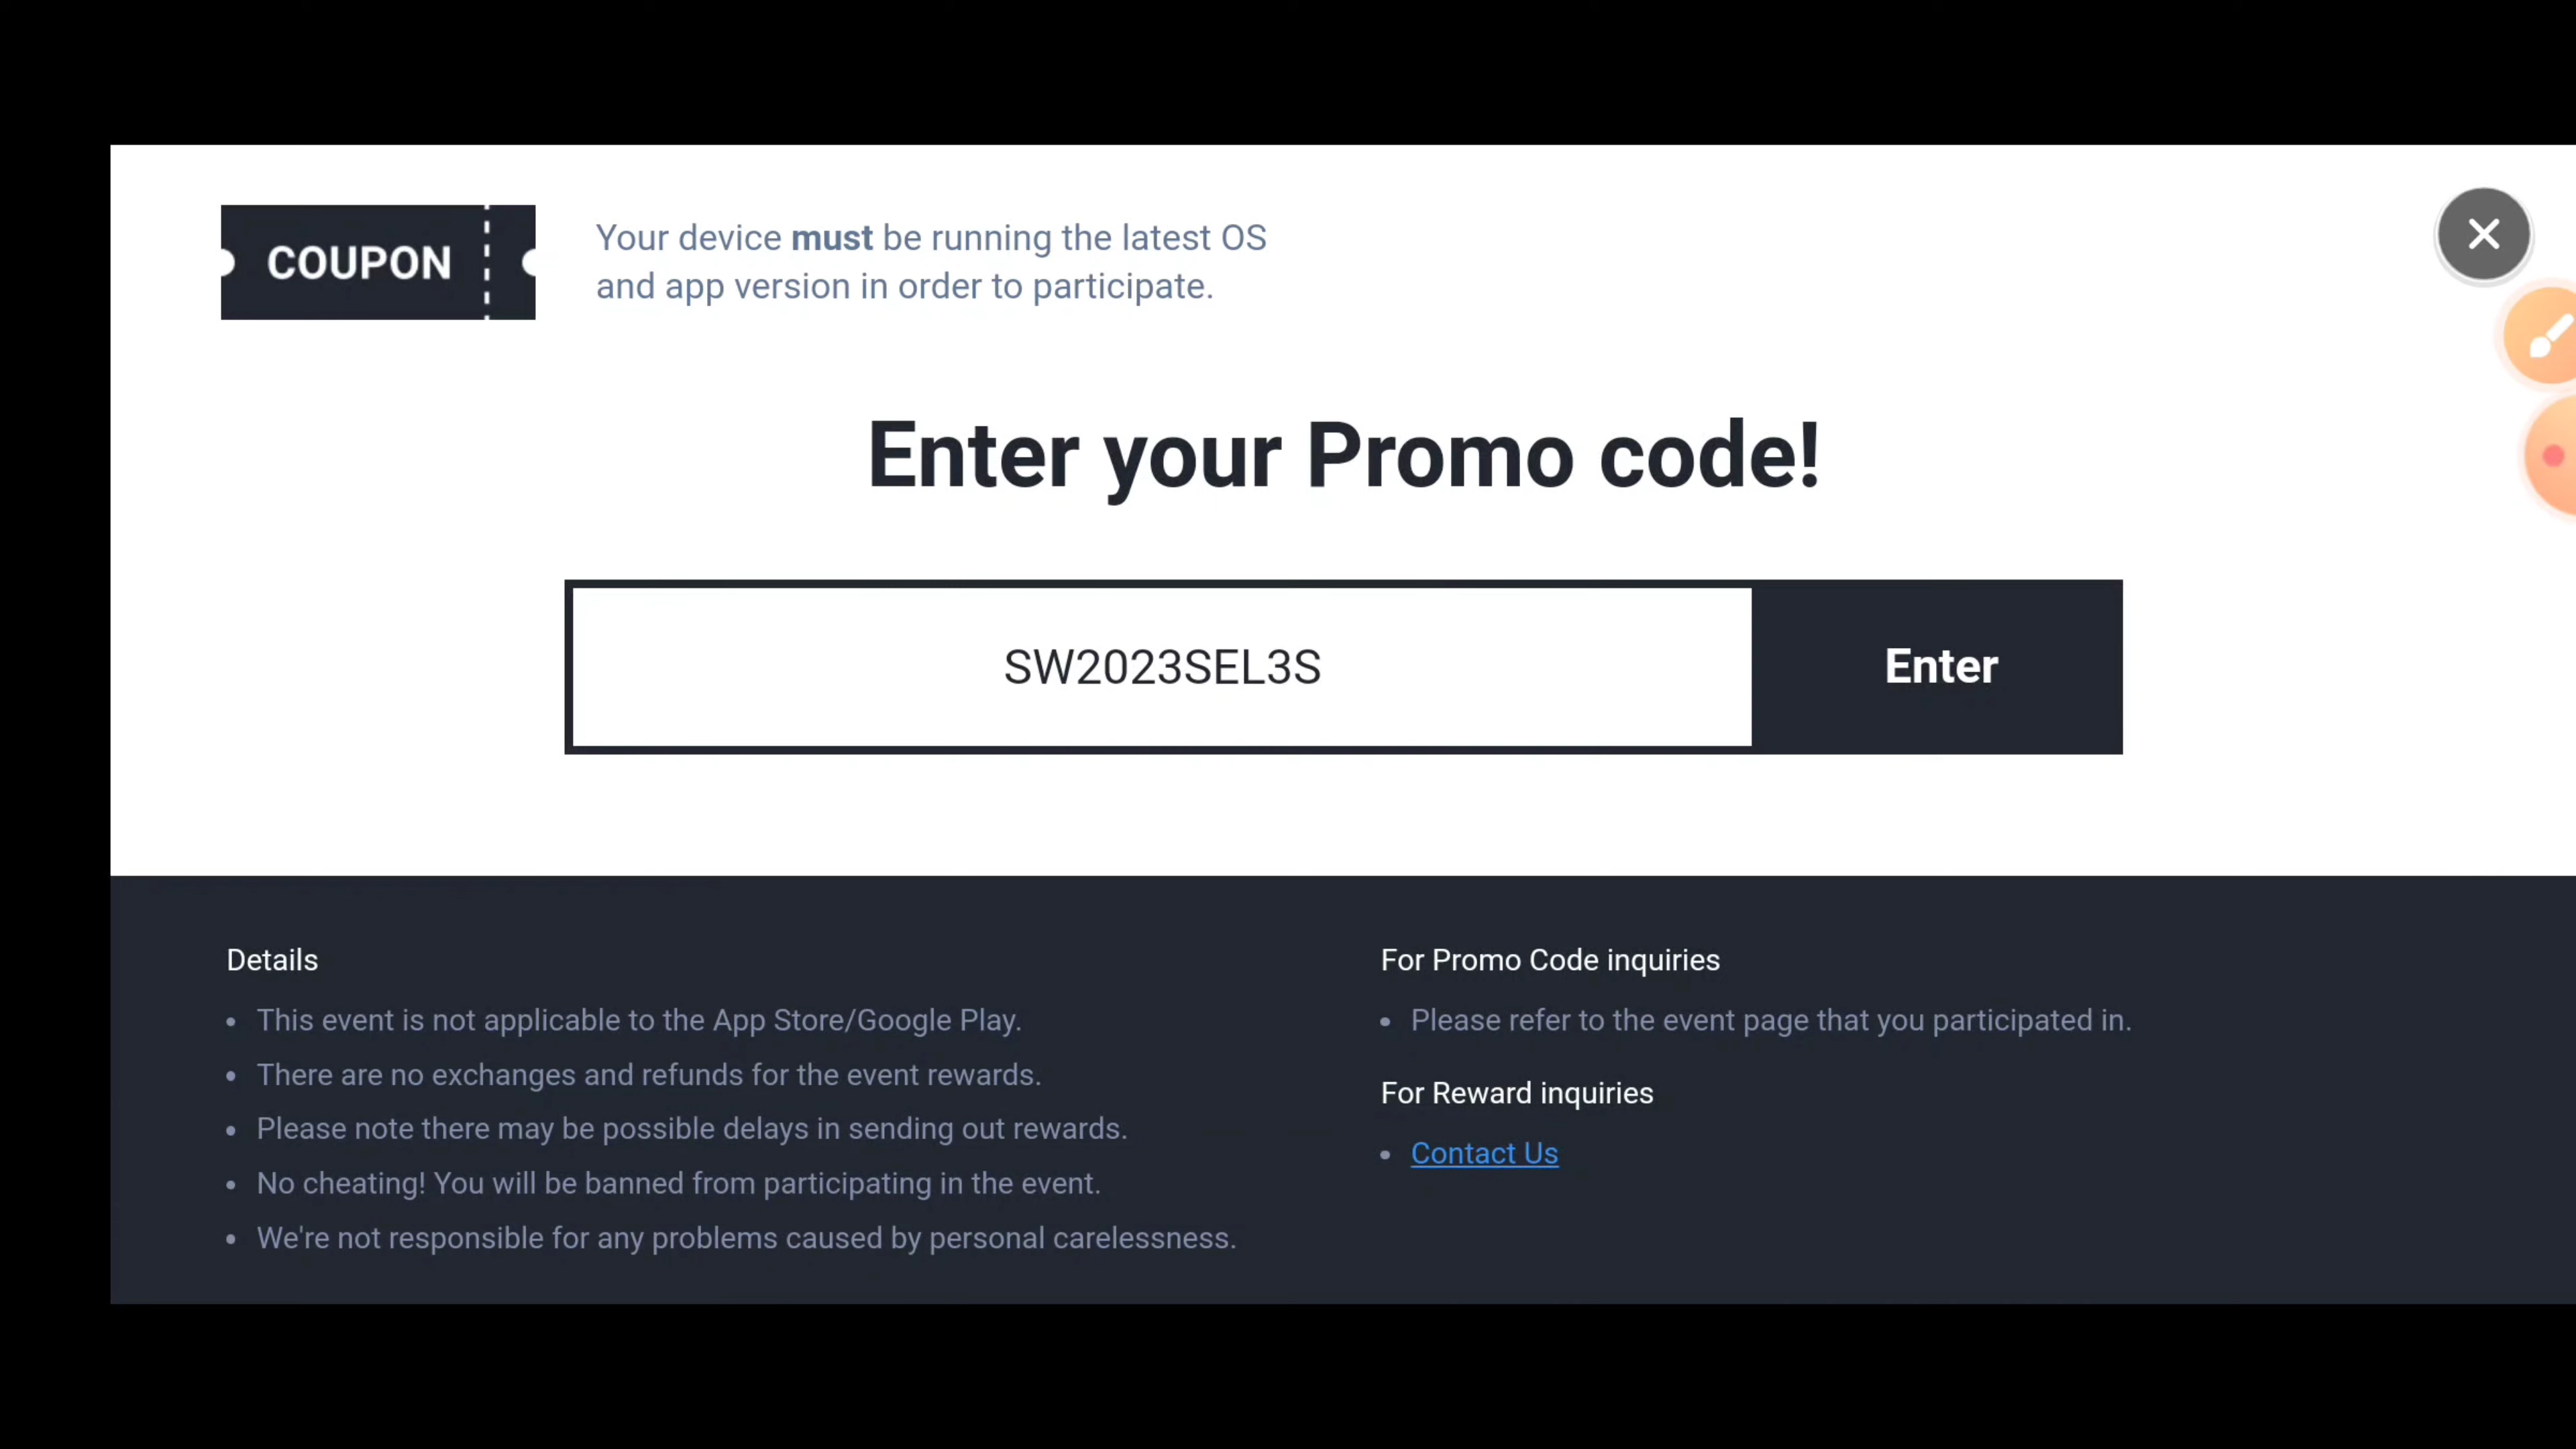 COUPON
Your device must be running the latest OS
and app version in order to participate.
Enter your Promo code!
SW2023SEL3S
Enter
Details
• This event is not applicable to the App Store/Google Play.
• There are no exchanges and refunds for the event rewards.
• Please note there may be possible delays in sending out rewards.
• No cheating! You will be banned from participating in the event.
• We're not responsible for any problems caused by personal carelessness.
For Promo Code inquiries
• Please refer to the event page that you participated in.
For Reward inquiries
• Contact Us